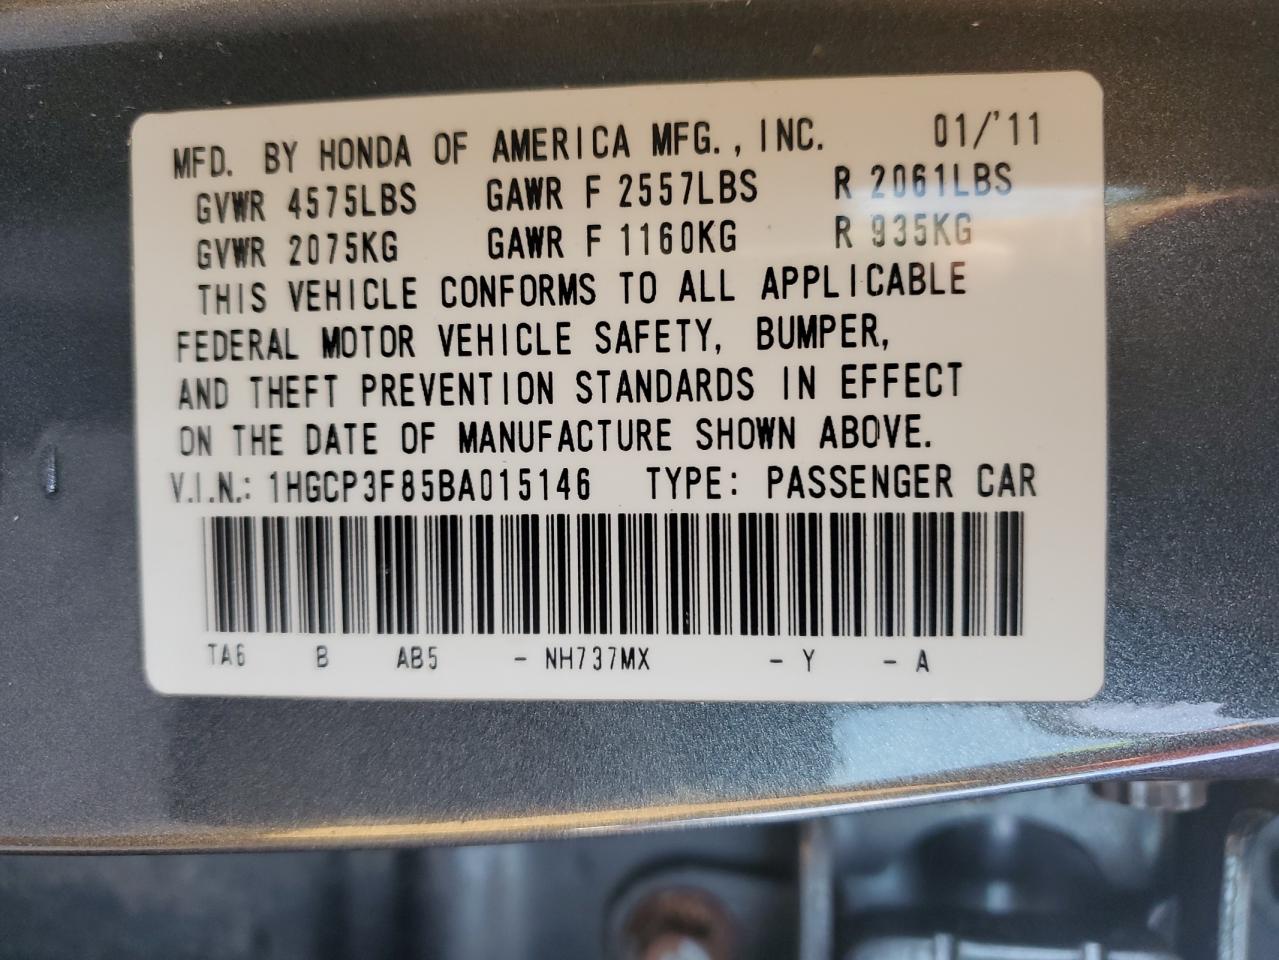 MFD. BY HONDA OF AMERICA MFG., INC. 01/'11
GVWR 4575LBS GAWR F 2557LBS R 2061LBS
GVWR 2075KG GAWR F 1160KG R 935KG
THIS VEHICLE CONFORMS TO ALL APPLICABLE
FEDERAL MOTOR VEHICLE SAFETY, BUMPER,
AND THEFT PREVENTION STANDARDS IN EFFECT
ON THE DATE OF MANUFACTURE SHOWN ABOVE.
V.I.N.: 1HGCP3F85BA015146 TYPE: PASSENGER CAR
TA6 B AB5 - NH737MX - Y - A